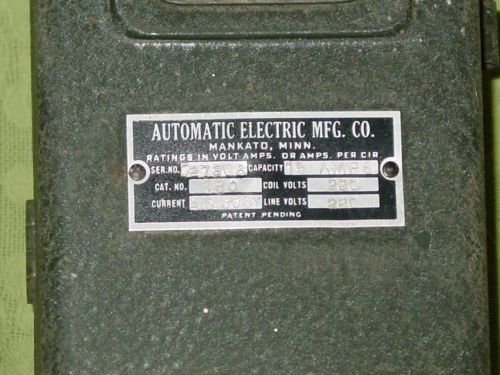 AUTOMATIC ELECTRIC MFG. CO.
MANKATO, MINN.
RATINGS IN VOLT AMPS. OR AMPS. PER CIR
SER. NO. CAPACITY AMPS
CAT. NO. COIL VOLTS 220
CURRENT LINE VOLTS 220
PATENT PENDING